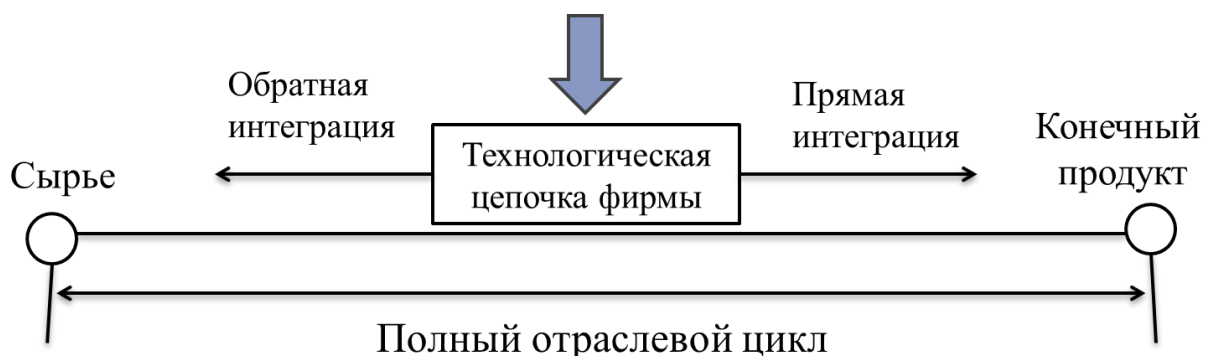 Обратная
интеграция
Прямая
интеграция
Конечный
продукт
Сырье
Технологическая
цепочка фирмы
Полный отраслевой цикл